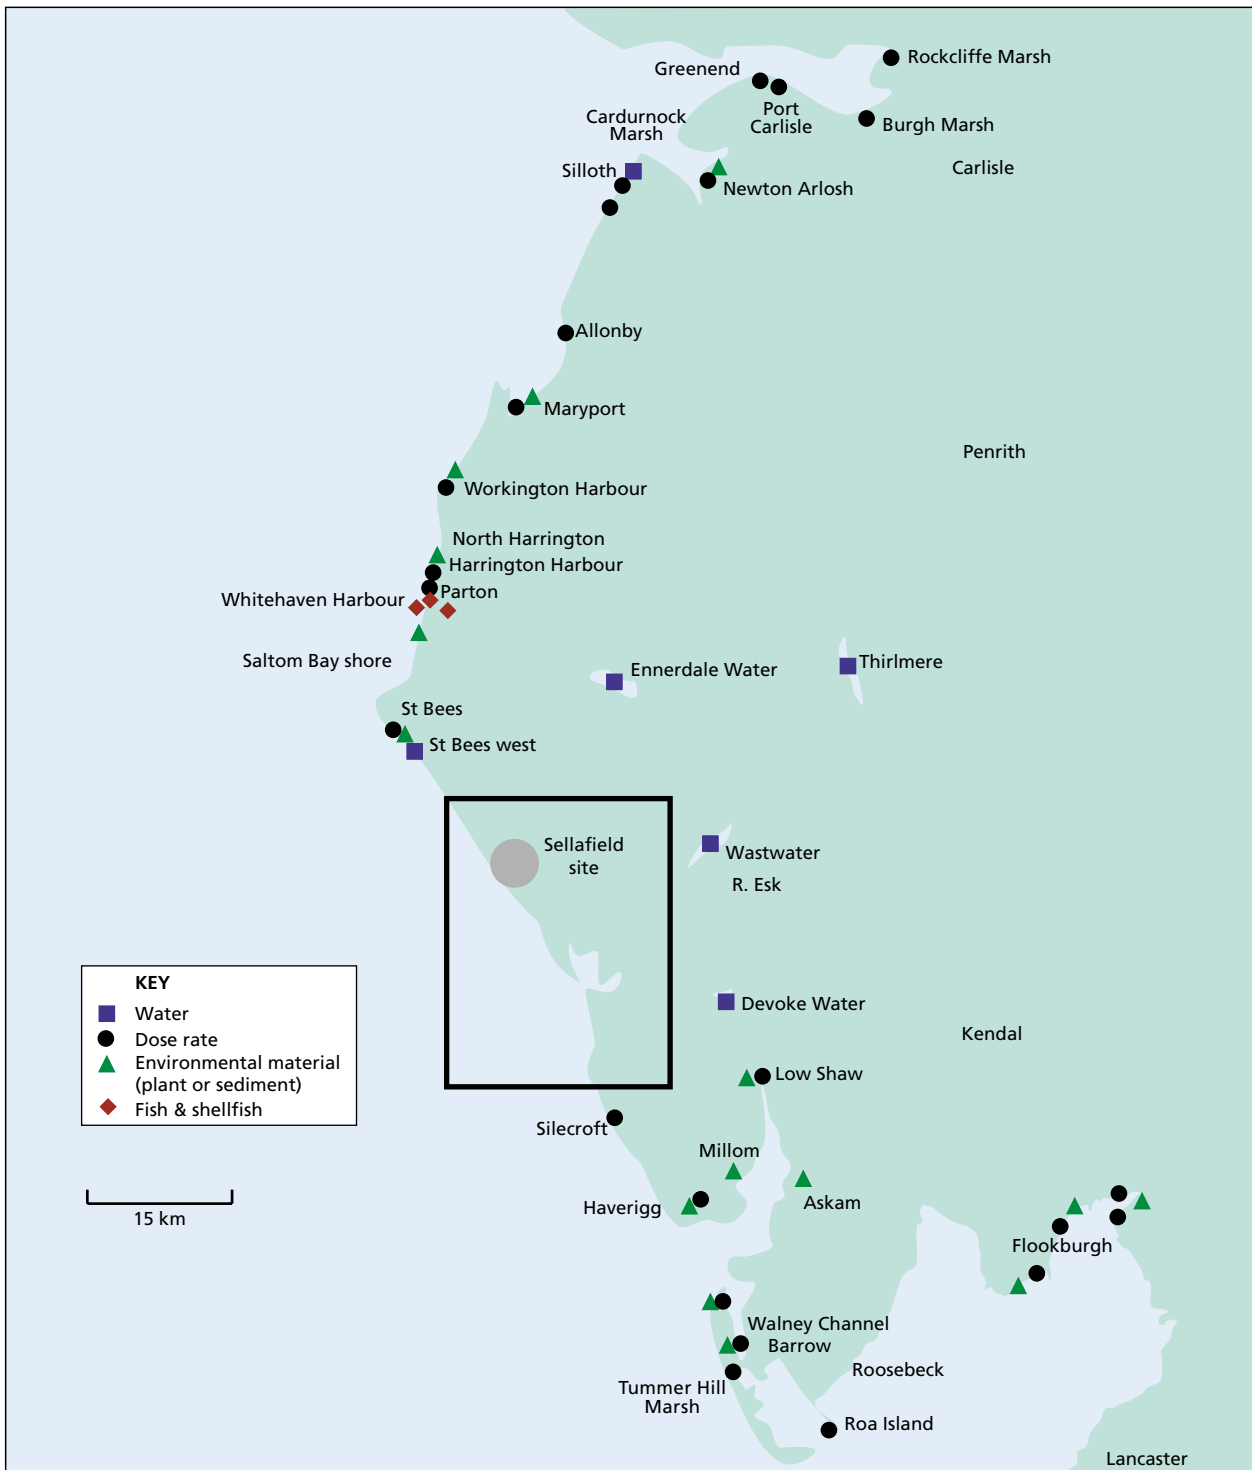 Rockcliffe Marsh
Greenend
Port
Carlisle
Cardurnock
Marsh
Burgh Marsh
Carlisle
Silloth
Newton Arlosh
Allonby
Maryport
Penrith
Workington Harbour
North Harrington
Harrington Harbour
Parton
Whitehaven Harbour
Saltom Bay shore
Ennerdale Water
Thirlmere
St Bees
St Bees west
Sellafield
site
Wastwater
R. Esk
KEY
Water
Dose rate
Environmental material
(plant or sediment)
Fish & shellfish
Devoke Water
Kendal
Low Shaw
Silecroft
Millom
Haverigg
Askam
15 km
Flookburgh
Walney Channel
Barrow
Roosebeck
Tummer Hill
Marsh
Roa Island
Lancaster